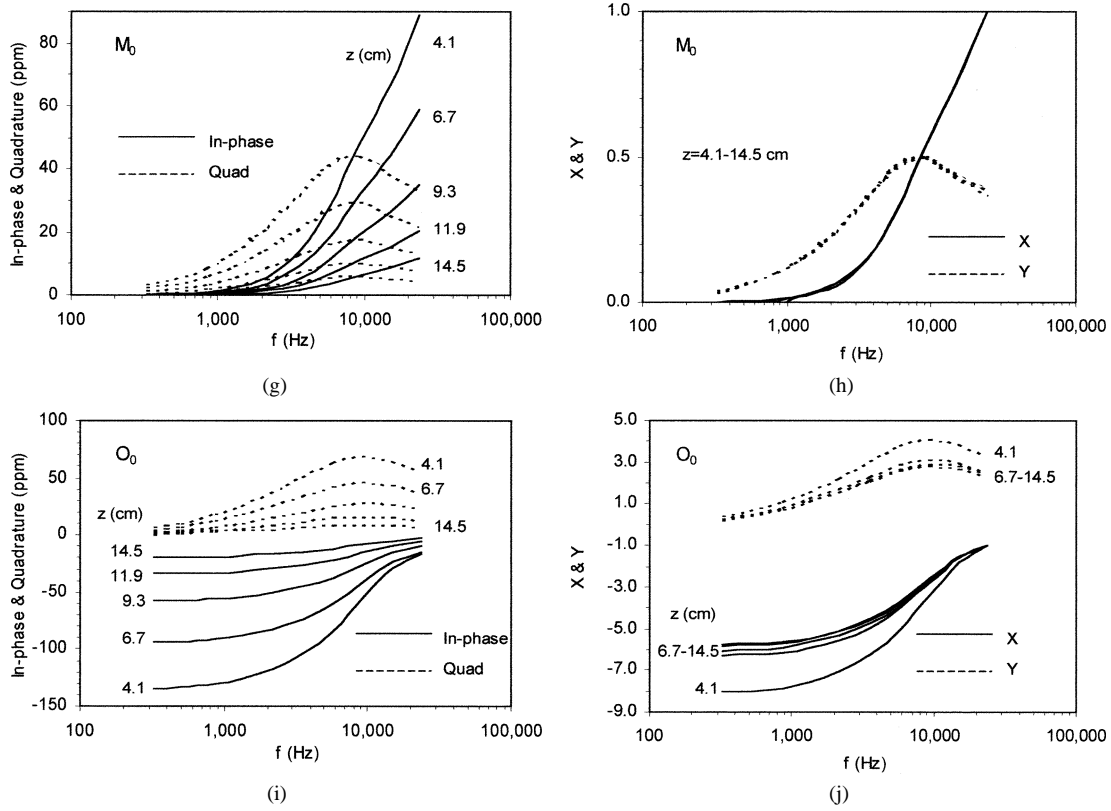 In-phase & Quadrature (ppm)
80
60
40
20
0
M0
z (cm)
4.1
6.7
9.3
11.9
14.5
In-phase
Quad
100
1,000
10,000
100,000
f (Hz)
(g)
X & Y
1.0
0.5
0.0
M0
z=4.1-14.5 cm
X
Y
100
1,000
10,000
100,000
f (Hz)
(h)
In-phase & Quadrature (ppm)
100
50
0
-50
-100
-150
O0
4.1
6.7
14.5
z (cm)
14.5
11.9
9.3
6.7
4.1
In-phase
Quad
100
1,000
10,000
100,000
f (Hz)
(i)
X & Y
5.0
3.0
1.0
-1.0
-3.0
-5.0
-7.0
-9.0
O0
4.1
6.7-14.5
z (cm)
6.7-14.5
4.1
X
Y
100
1,000
10,000
100,000
f (Hz)
(j)